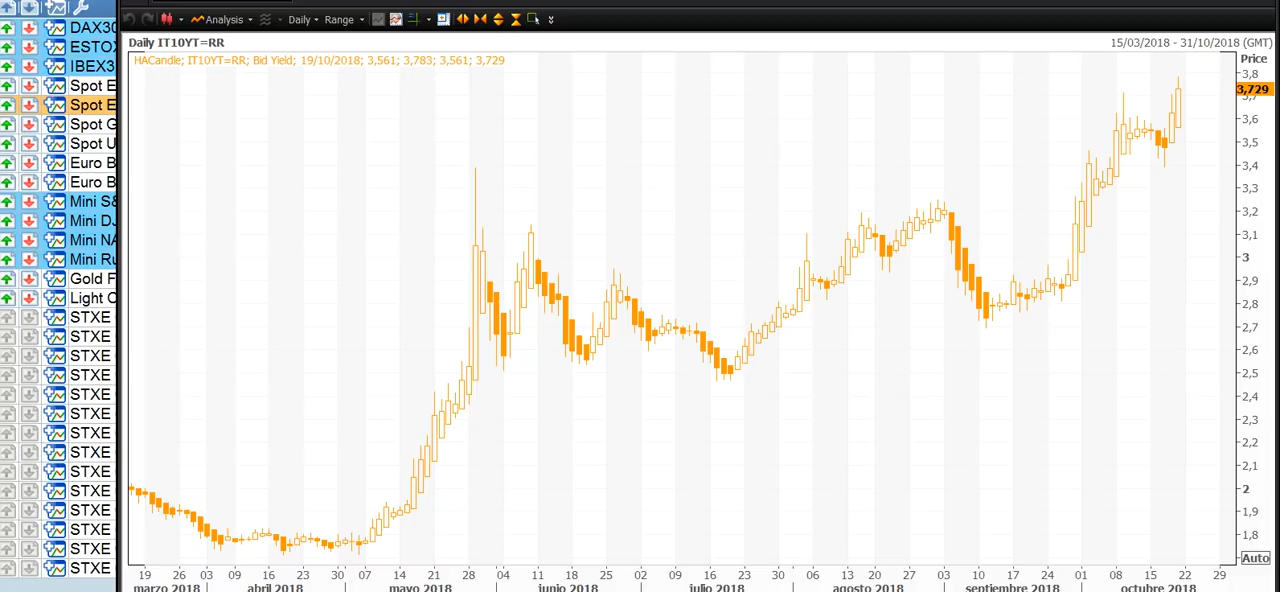 Analysis
Daily
Range
Daily IT10YT=RR
15/03/2018 - 31/10/2018 (GMT)
HACandle; IT10YT=RR; Bid Yield; 19/10/2018; 3,561; 3,783; 3,561; 3,729
Price
3,8
3,729
3,7
3,6
3,5
3,4
3,3
3,2
3,1
3
2,9
2,8
2,7
2,6
2,5
2,4
2,3
2,2
2,1
2
1,9
1,8
Auto
DAX30
ESTOX
IBEX3
Spot E
Spot E
Spot G
Spot U
Euro B
Euro B
Mini S&
Mini DJ
Mini NA
Mini Ru
Gold F
Light C
STXE
STXE
STXE
STXE
STXE
STXE
STXE
STXE
STXE
STXE
STXE
STXE
STXE
STXE
19 26 03 09 16 23 30 07 14 21 28 04 11 18 25 02 09 16 23 30 06 13 20 27 03 10 17 24 01 08 15 22 29
marzo 2018 abril 2018 mayo 2018 junio 2018 julio 2018 agosto 2018 septiembre 2018 octubre 2018